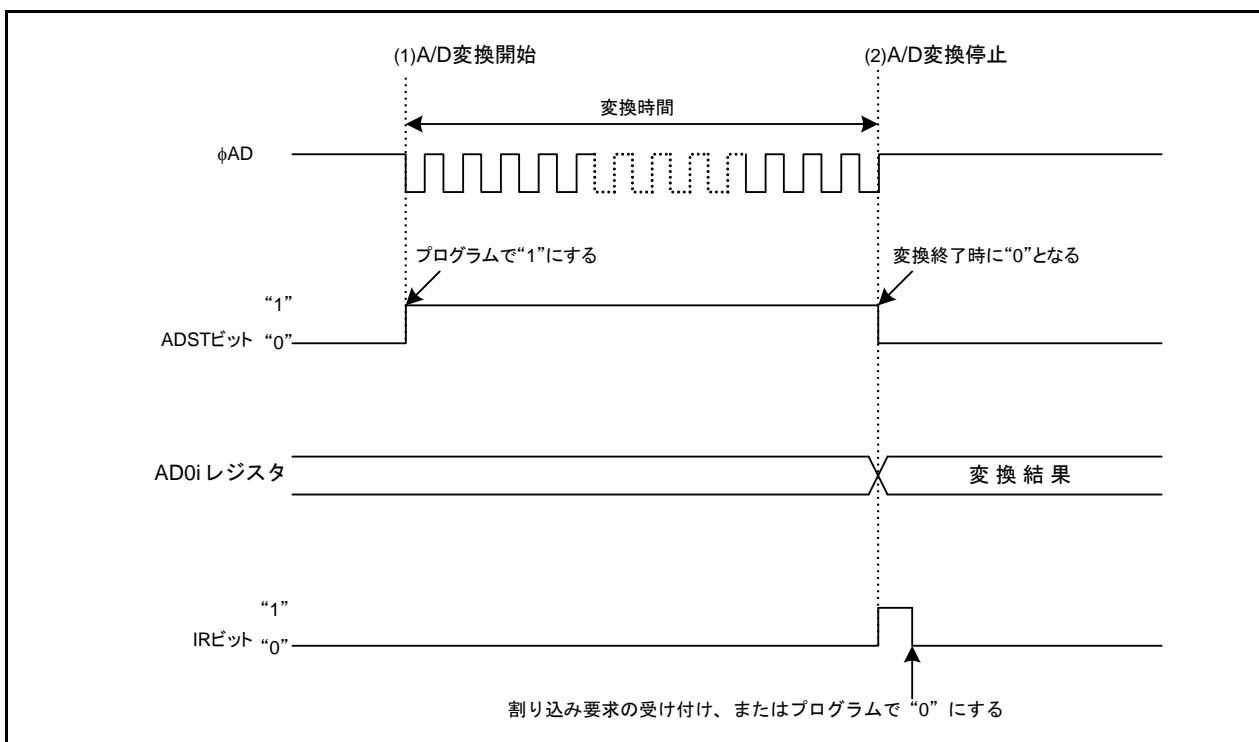 (1)A/D変換開始
(2)A/D変換停止
変換時間
φAD
プログラムで“1”にする
変換終了時に“0”となる
“1”
ADSTビット “0”
AD0i レジスタ
変 換 結 果
“1”
IRビット “0”
割り込み要求の受け付け、またはプログラムで “0” にする